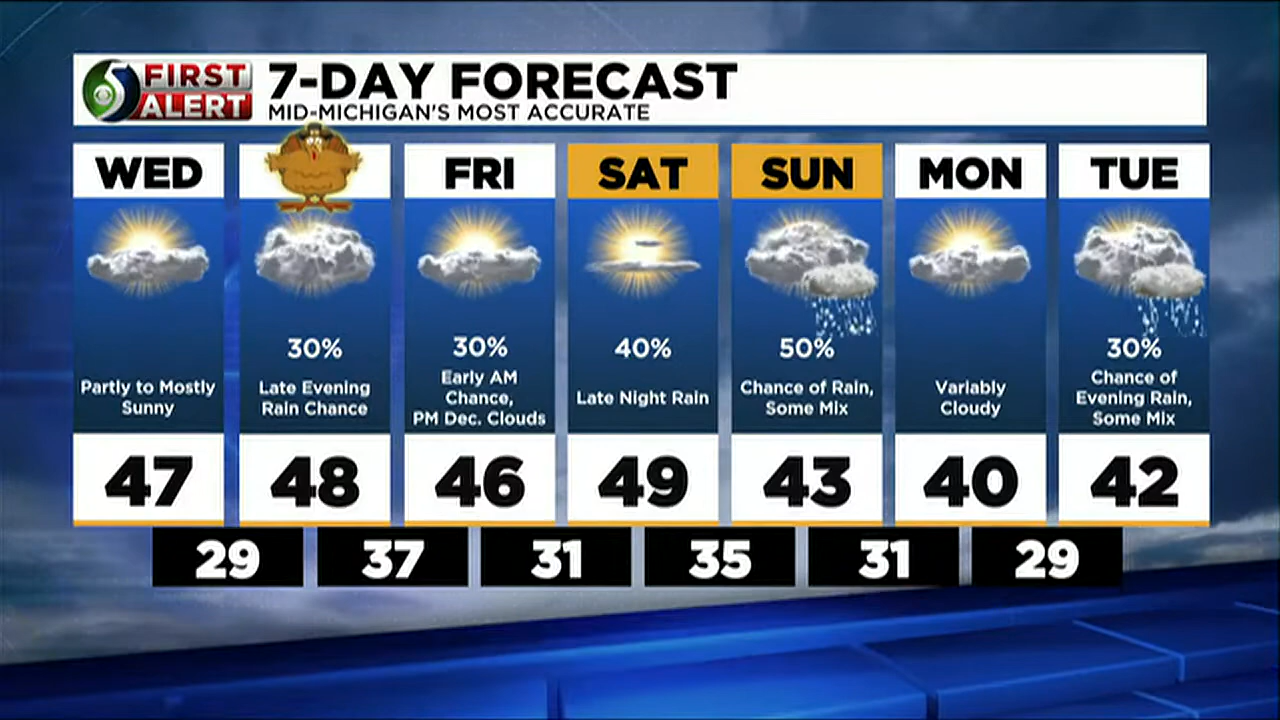 5 FIRST ALERT
7-DAY FORECAST
MID-MICHIGAN'S MOST ACCURATE
WED
Partly to Mostly
Sunny
47
30%
Late Evening
Rain Chance
48
FRI
30%
Early AM
Chance,
PM Dec. Clouds
46
SAT
40%
Late Night Rain
49
SUN
50%
Chance of Rain,
Some Mix
43
MON
Variably
Cloudy
40
TUE
30%
Chance of
Evening Rain,
Some Mix
42
29
37
31
35
31
29